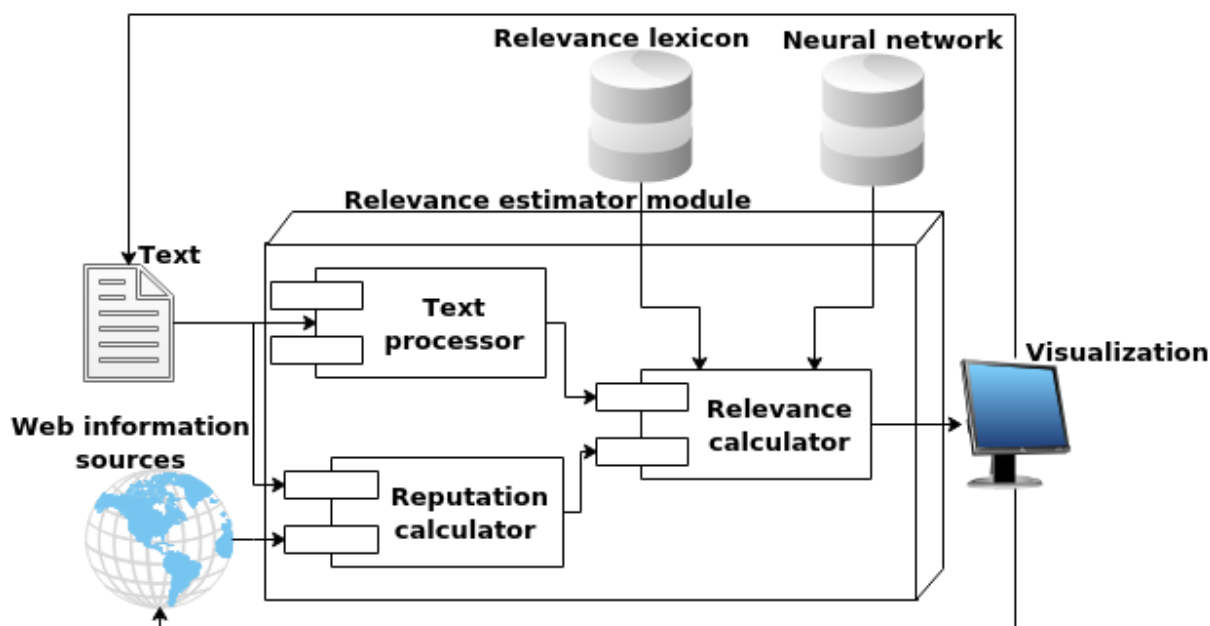 Relevance lexicon
Neural network
Relevance estimator module
Text
Text
processor
Visualization
Relevance
calculator
Web information
sources
Reputation
calculator